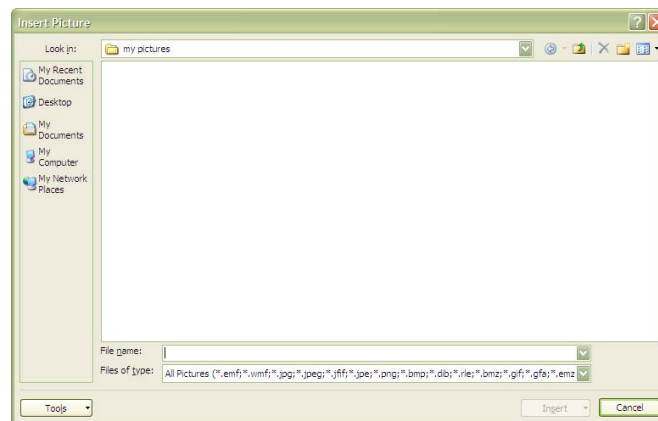 Insert Picture
Look in:
my pictures
My Recent
Documents
Desktop
My
Documents
My
Computer
My Network
Places
File name:
Files of type:
All Pictures (*.emf;*.wmf;*.jpg;*.jpeg;*.jfif;*.jpe;*.png;*.bmp;*.dib;*.rle;*.bmz;*.gif;*.gfa;*.emz
Tools
Insert
Cancel